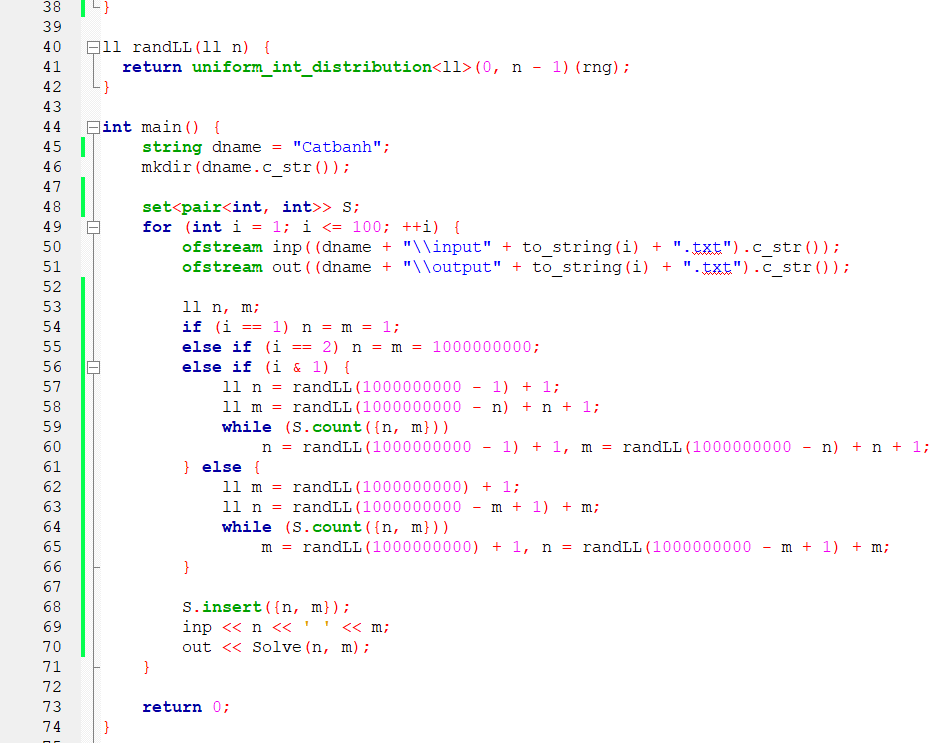 38 }
39
40 ll randLL(ll n) {
41 return uniform_int_distribution<ll>(0, n - 1)(rng);
42 }
43
44 int main() {
45 string dname = "Catbanh";
46 mkdir(dname.c_str());
47
48 set<pair<int, int>> S;
49 for (int i = 1; i <= 100; ++i) {
50 ofstream inp((dname + "\\input" + to_string(i) + ".txt").c_str());
51 ofstream out((dname + "\\output" + to_string(i) + ".txt").c_str());
52
53 ll n, m;
54 if (i == 1) n = m = 1;
55 else if (i == 2) n = m = 1000000000;
56 else if (i & 1) {
57 ll n = randLL(1000000000 - 1) + 1;
58 ll m = randLL(1000000000 - n) + n + 1;
59 while (S.count({n, m}))
60 n = randLL(1000000000 - 1) + 1, m = randLL(1000000000 - n) + n + 1;
61 } else {
62 ll m = randLL(1000000000) + 1;
63 ll n = randLL(1000000000 - m + 1) + m;
64 while (S.count({n, m}))
65 m = randLL(1000000000) + 1, n = randLL(1000000000 - m + 1) + m;
66 }
67
68 S.insert({n, m});
69 inp << n << ' ' << m;
70 out << Solve(n, m);
71 }
72
73 return 0;
74 }